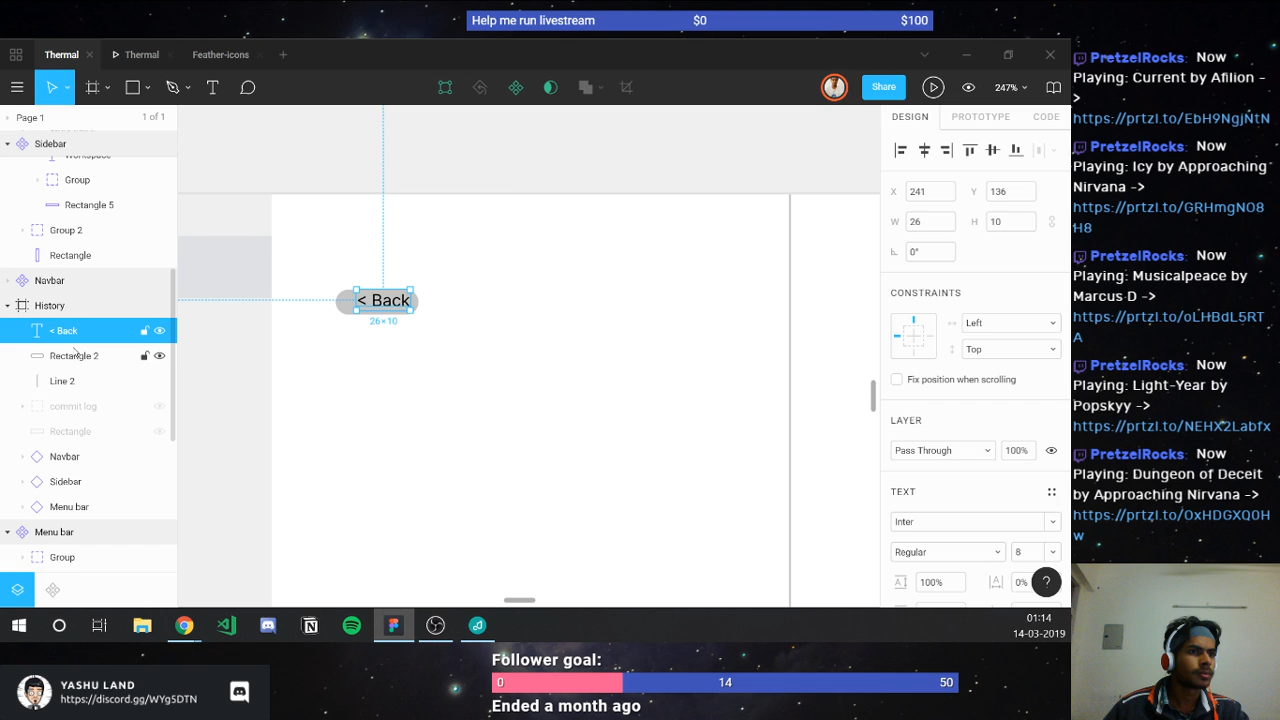 Help me run livestream $0 $100
Thermal Thermal Feather-icons
Share 247%
Page 1 1 of 1
Sidebar
Workspace
Group
Rectangle 5
Group 2
Rectangle
Navbar
History
< Back
Rectangle 2
Line 2
commit log
Rectangle
Navbar
Sidebar
Menu bar
Menu bar
Group
< Back
26×10
DESIGN PROTOTYPE CODE
X 241 Y 136
W 26 H 10
0°
CONSTRAINTS
Left
Top
Fix position when scrolling
LAYER
Pass Through 100%
TEXT
Inter
Regular 8
100% 0%
?
01:14
14-03-2019
PretzelRocks: Now
Playing: Current by Afilion -
>
https://prtzl.to/EbH9NgjNtN
PretzelRocks: Now
Playing: Icy by Approaching
Nirvana ->
https://prtzl.to/GRHmgNO8
H8
PretzelRocks: Now
Playing: Musicalpeace by
Marcus D ->
https://prtzl.to/oLHBdL5RT
A
PretzelRocks: Now
Playing: Light-Year by
Popskyy ->
https://prtzl.to/NEHX2Labfx
PretzelRocks: Now
Playing: Dungeon of Deceit
by Approaching Nirvana ->
https://prtzl.to/OxHDGXQ0H
w
YASHU LAND
https://discord.gg/WYg5DTN
Follower goal:
0 14 50
Ended a month ago